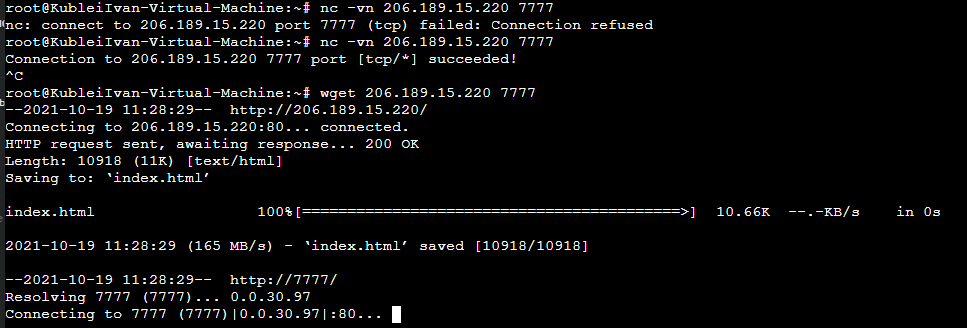 root@KubleiIvan-Virtual-Machine:~# nc -vn 206.189.15.220 7777
nc: connect to 206.189.15.220 port 7777 (tcp) failed: Connection refused
root@KubleiIvan-Virtual-Machine:~# nc -vn 206.189.15.220 7777
Connection to 206.189.15.220 7777 port [tcp/*] succeeded!
^C
root@KubleiIvan-Virtual-Machine:~# wget 206.189.15.220 7777
--2021-10-19 11:28:29--  http://206.189.15.220/
Connecting to 206.189.15.220:80... connected.
HTTP request sent, awaiting response... 200 OK
Length: 10918 (11K) [text/html]
Saving to: ‘index.html’
index.html                  100%[==========================================>]  10.66K  --.-KB/s    in 0s
2021-10-19 11:28:29 (165 MB/s) - ‘index.html’ saved [10918/10918]
--2021-10-19 11:28:29--  http://7777/
Resolving 7777 (7777)... 0.0.30.97
Connecting to 7777 (7777)|0.0.30.97|:80...